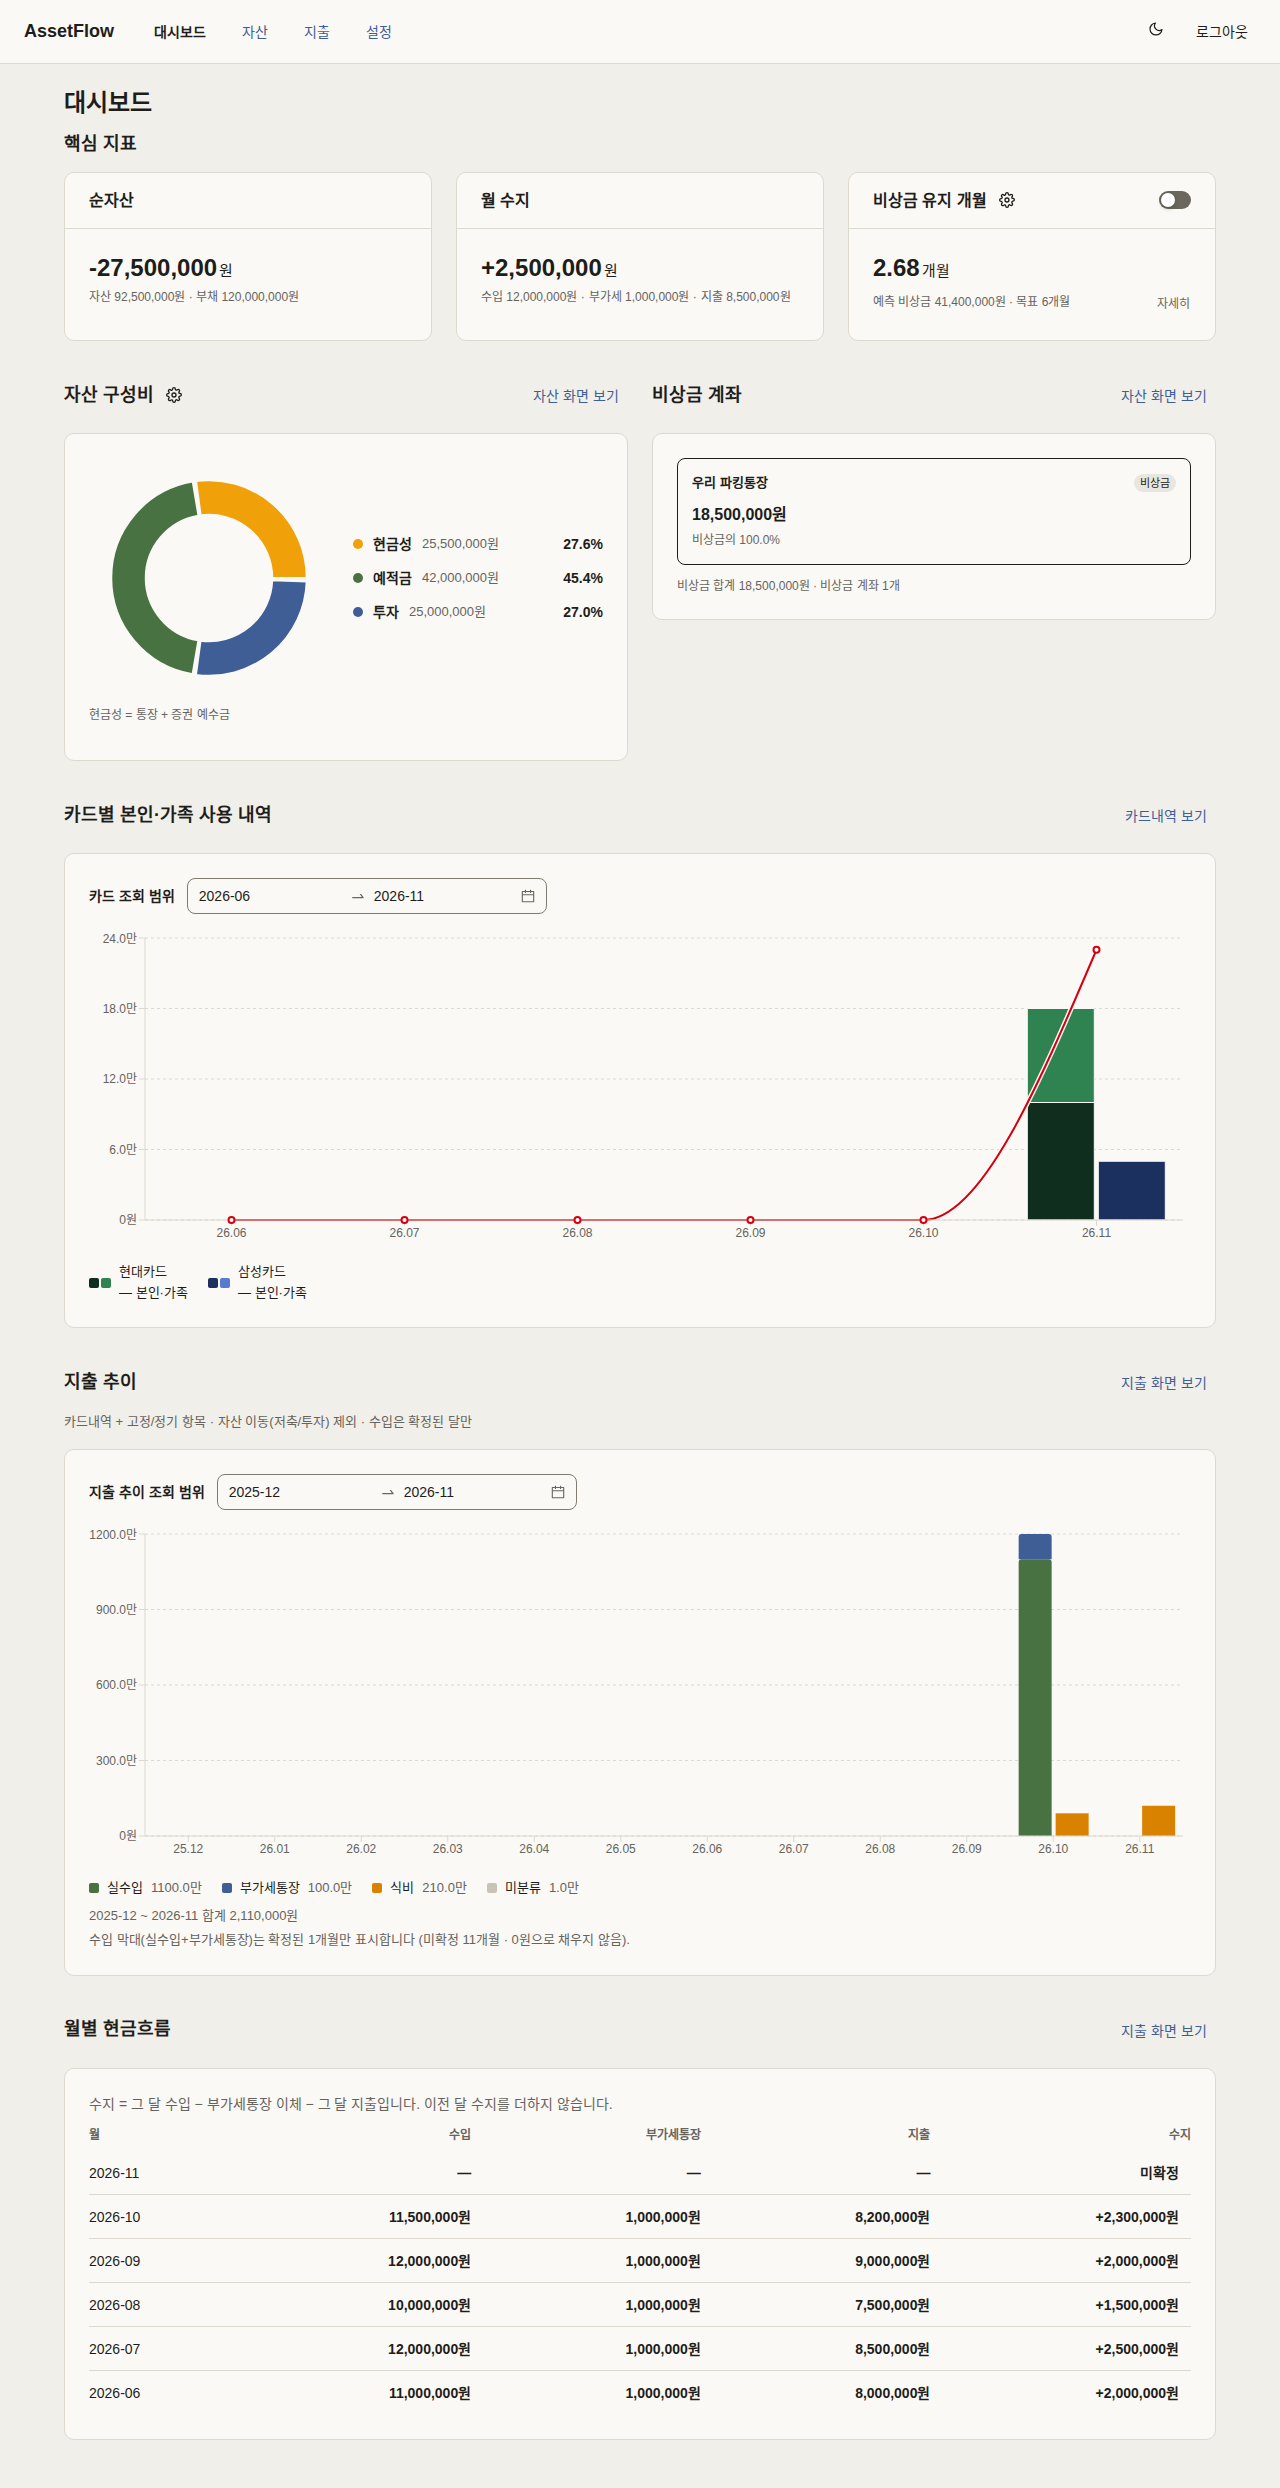 AssetFlow 대시보드 자산 지출 설정 로그아웃
대시보드
핵심 지표
순자산
-27,500,000원
자산 92,500,000원 · 부채 120,000,000원
월 수지
+2,500,000원
수입 12,000,000원 · 부가세 1,000,000원 · 지출 8,500,000원
비상금 유지 개월
2.68개월
예측 비상금 41,400,000원 · 목표 6개월 자세히
자산 구성비 자산 화면 보기
현금성 25,500,000원 27.6%
예적금 42,000,000원 45.4%
투자 25,000,000원 27.0%
현금성 = 통장 + 증권 예수금
비상금 계좌 자산 화면 보기
우리 파킹통장 비상금
18,500,000원
비상금의 100.0%
비상금 합계 18,500,000원 · 비상금 계좌 1개
카드별 본인·가족 사용 내역 카드내역 보기
카드 조회 범위 2026-06 2026-11
24.0만
18.0만
12.0만
6.0만
0원
26.06 26.07 26.08 26.09 26.10 26.11
현대카드
— 본인·가족
삼성카드
— 본인·가족
지출 추이 지출 화면 보기
카드내역 + 고정/정기 항목 · 자산 이동(저축/투자) 제외 · 수입은 확정된 달만
지출 추이 조회 범위 2025-12 2026-11
1200.0만
900.0만
600.0만
300.0만
0원
25.12 26.01 26.02 26.03 26.04 26.05 26.06 26.07 26.08 26.09 26.10 26.11
실수입 1100.0만 부가세통장 100.0만 식비 210.0만 미분류 1.0만
2025-12 ~ 2026-11 합계 2,110,000원
수입 막대(실수입+부가세통장)는 확정된 1개월만 표시합니다 (미확정 11개월 · 0원으로 채우지 않음).
월별 현금흐름 지출 화면 보기
수지 = 그 달 수입 − 부가세통장 이체 − 그 달 지출입니다. 이전 달 수지를 더하지 않습니다.
월 수입 부가세통장 지출 수지
2026-11 — — — 미확정
2026-10 11,500,000원 1,000,000원 8,200,000원 +2,300,000원
2026-09 12,000,000원 1,000,000원 9,000,000원 +2,000,000원
2026-08 10,000,000원 1,000,000원 7,500,000원 +1,500,000원
2026-07 12,000,000원 1,000,000원 8,500,000원 +2,500,000원
2026-06 11,000,000원 1,000,000원 8,000,000원 +2,000,000원